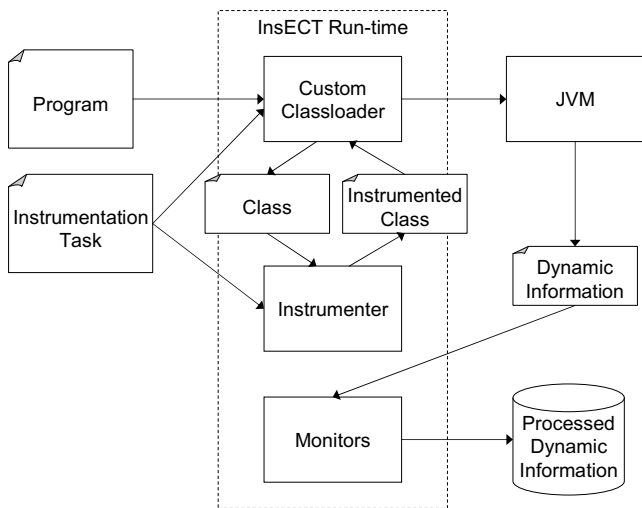 InsECT Run-time
Program
Custom
Classloader
JVM
Instrumentation
Task
Class
Instrumented
Class
Instrumenter
Dynamic
Information
Monitors
Processed
Dynamic
Information